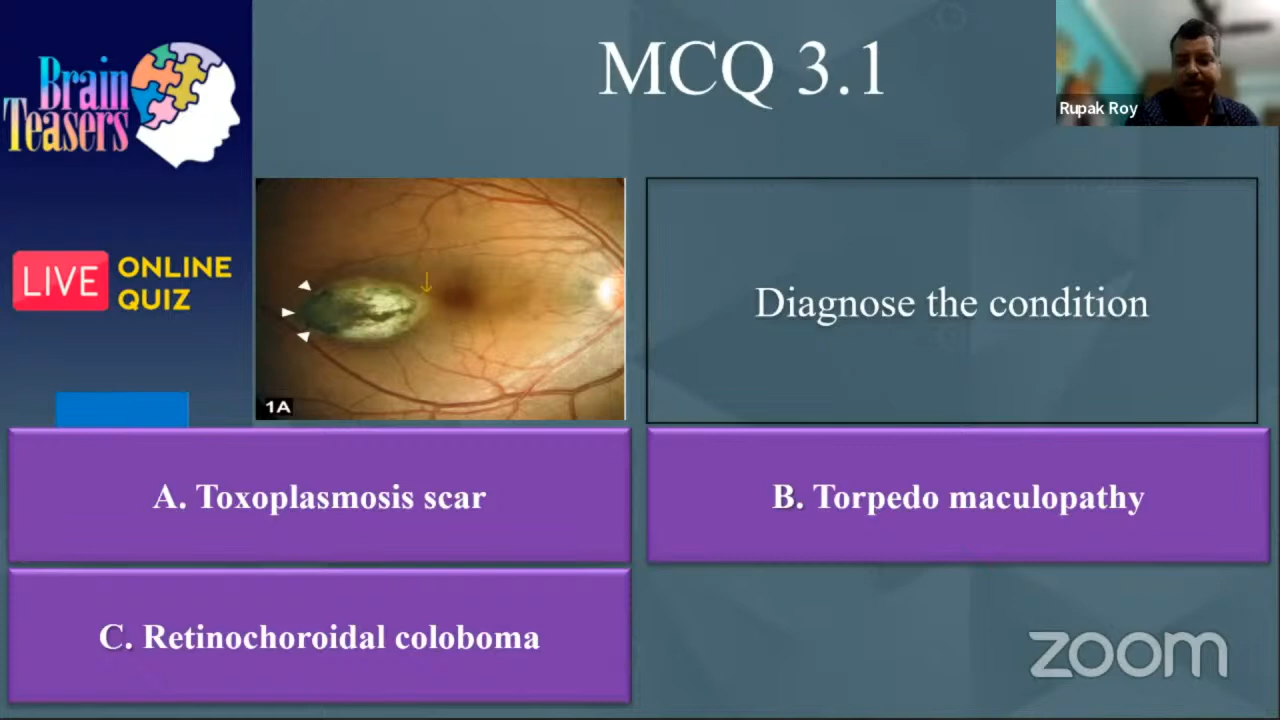 Brain
Teasers
MCQ 3.1
Rupak Roy
LIVE
ONLINE
QUIZ
1A
Diagnose the condition
A. Toxoplasmosis scar
B. Torpedo maculopathy
C. Retinochoroidal coloboma
zoom